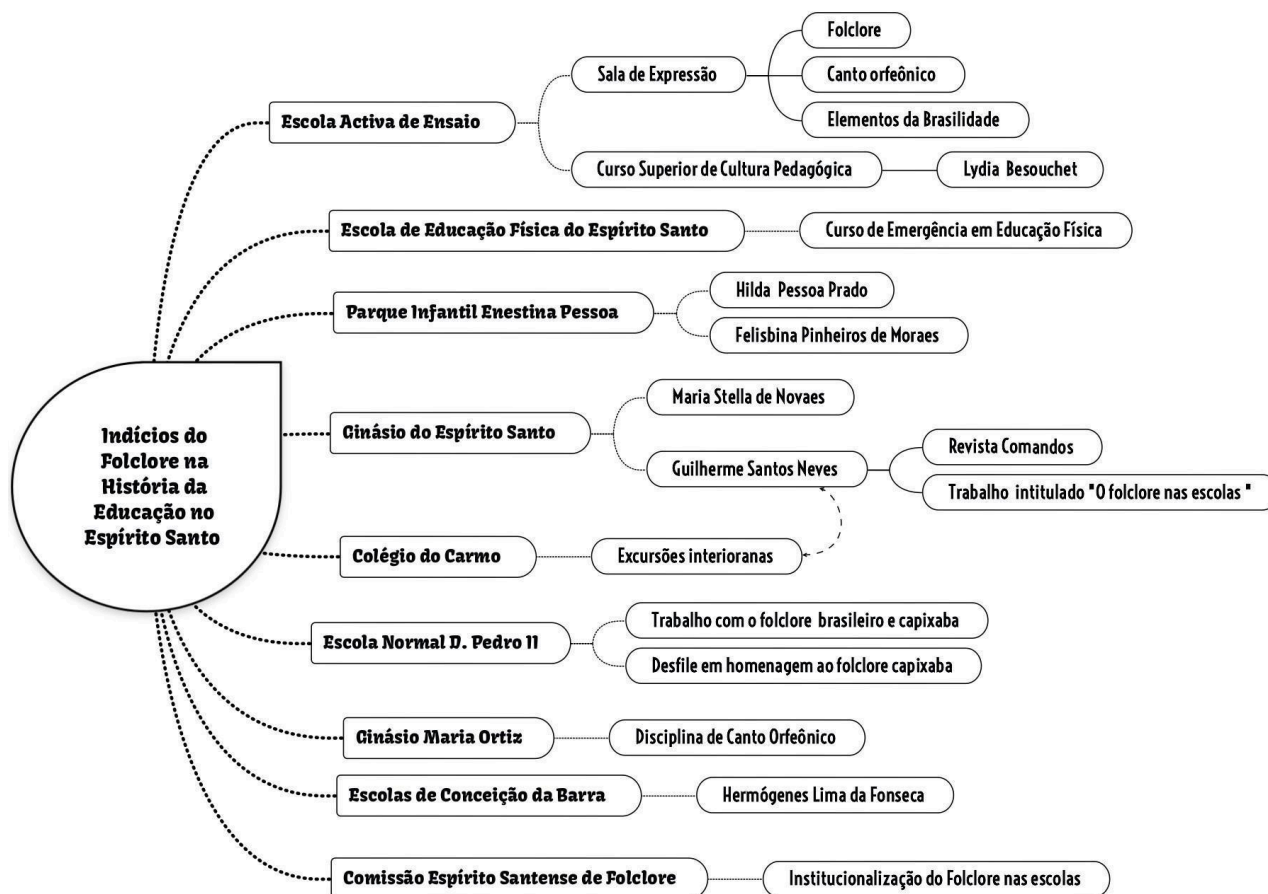 Folclore
Sala de Expressão
Canto orfeônico
Escola Activa de Ensaio
Elementos da Brasilidade
Curso Superior de Cultura Pedagógica
Lydia Besouchet
Escola de Educação Física do Espírito Santo
Curso de Emergência em Educação Física
Hilda Pessoa Prado
Parque Infantil Enestina Pessoa
Felisbina Pinheiros de Moraes
Maria Stella de Novaes
Ginásio do Espírito Santo
Guilherme Santos Neves
Revista Comandos
Trabalho intitulado "O folclore nas escolas "
Indícios do
Folclore na
História da
Educação no
Espírito Santo
Colégio do Carmo
Excursões interioranas
Trabalho com o folclore brasileiro e capixaba
Escola Normal D. Pedro II
Desfile em homenagem ao folclore capixaba
Ginásio Maria Ortiz
Disciplina de Canto Orfeônico
Escolas de Conceição da Barra
Hermógenes Lima da Fonseca
Comissão Espírito Santense de Folclore
Institucionalização do Folclore nas escolas